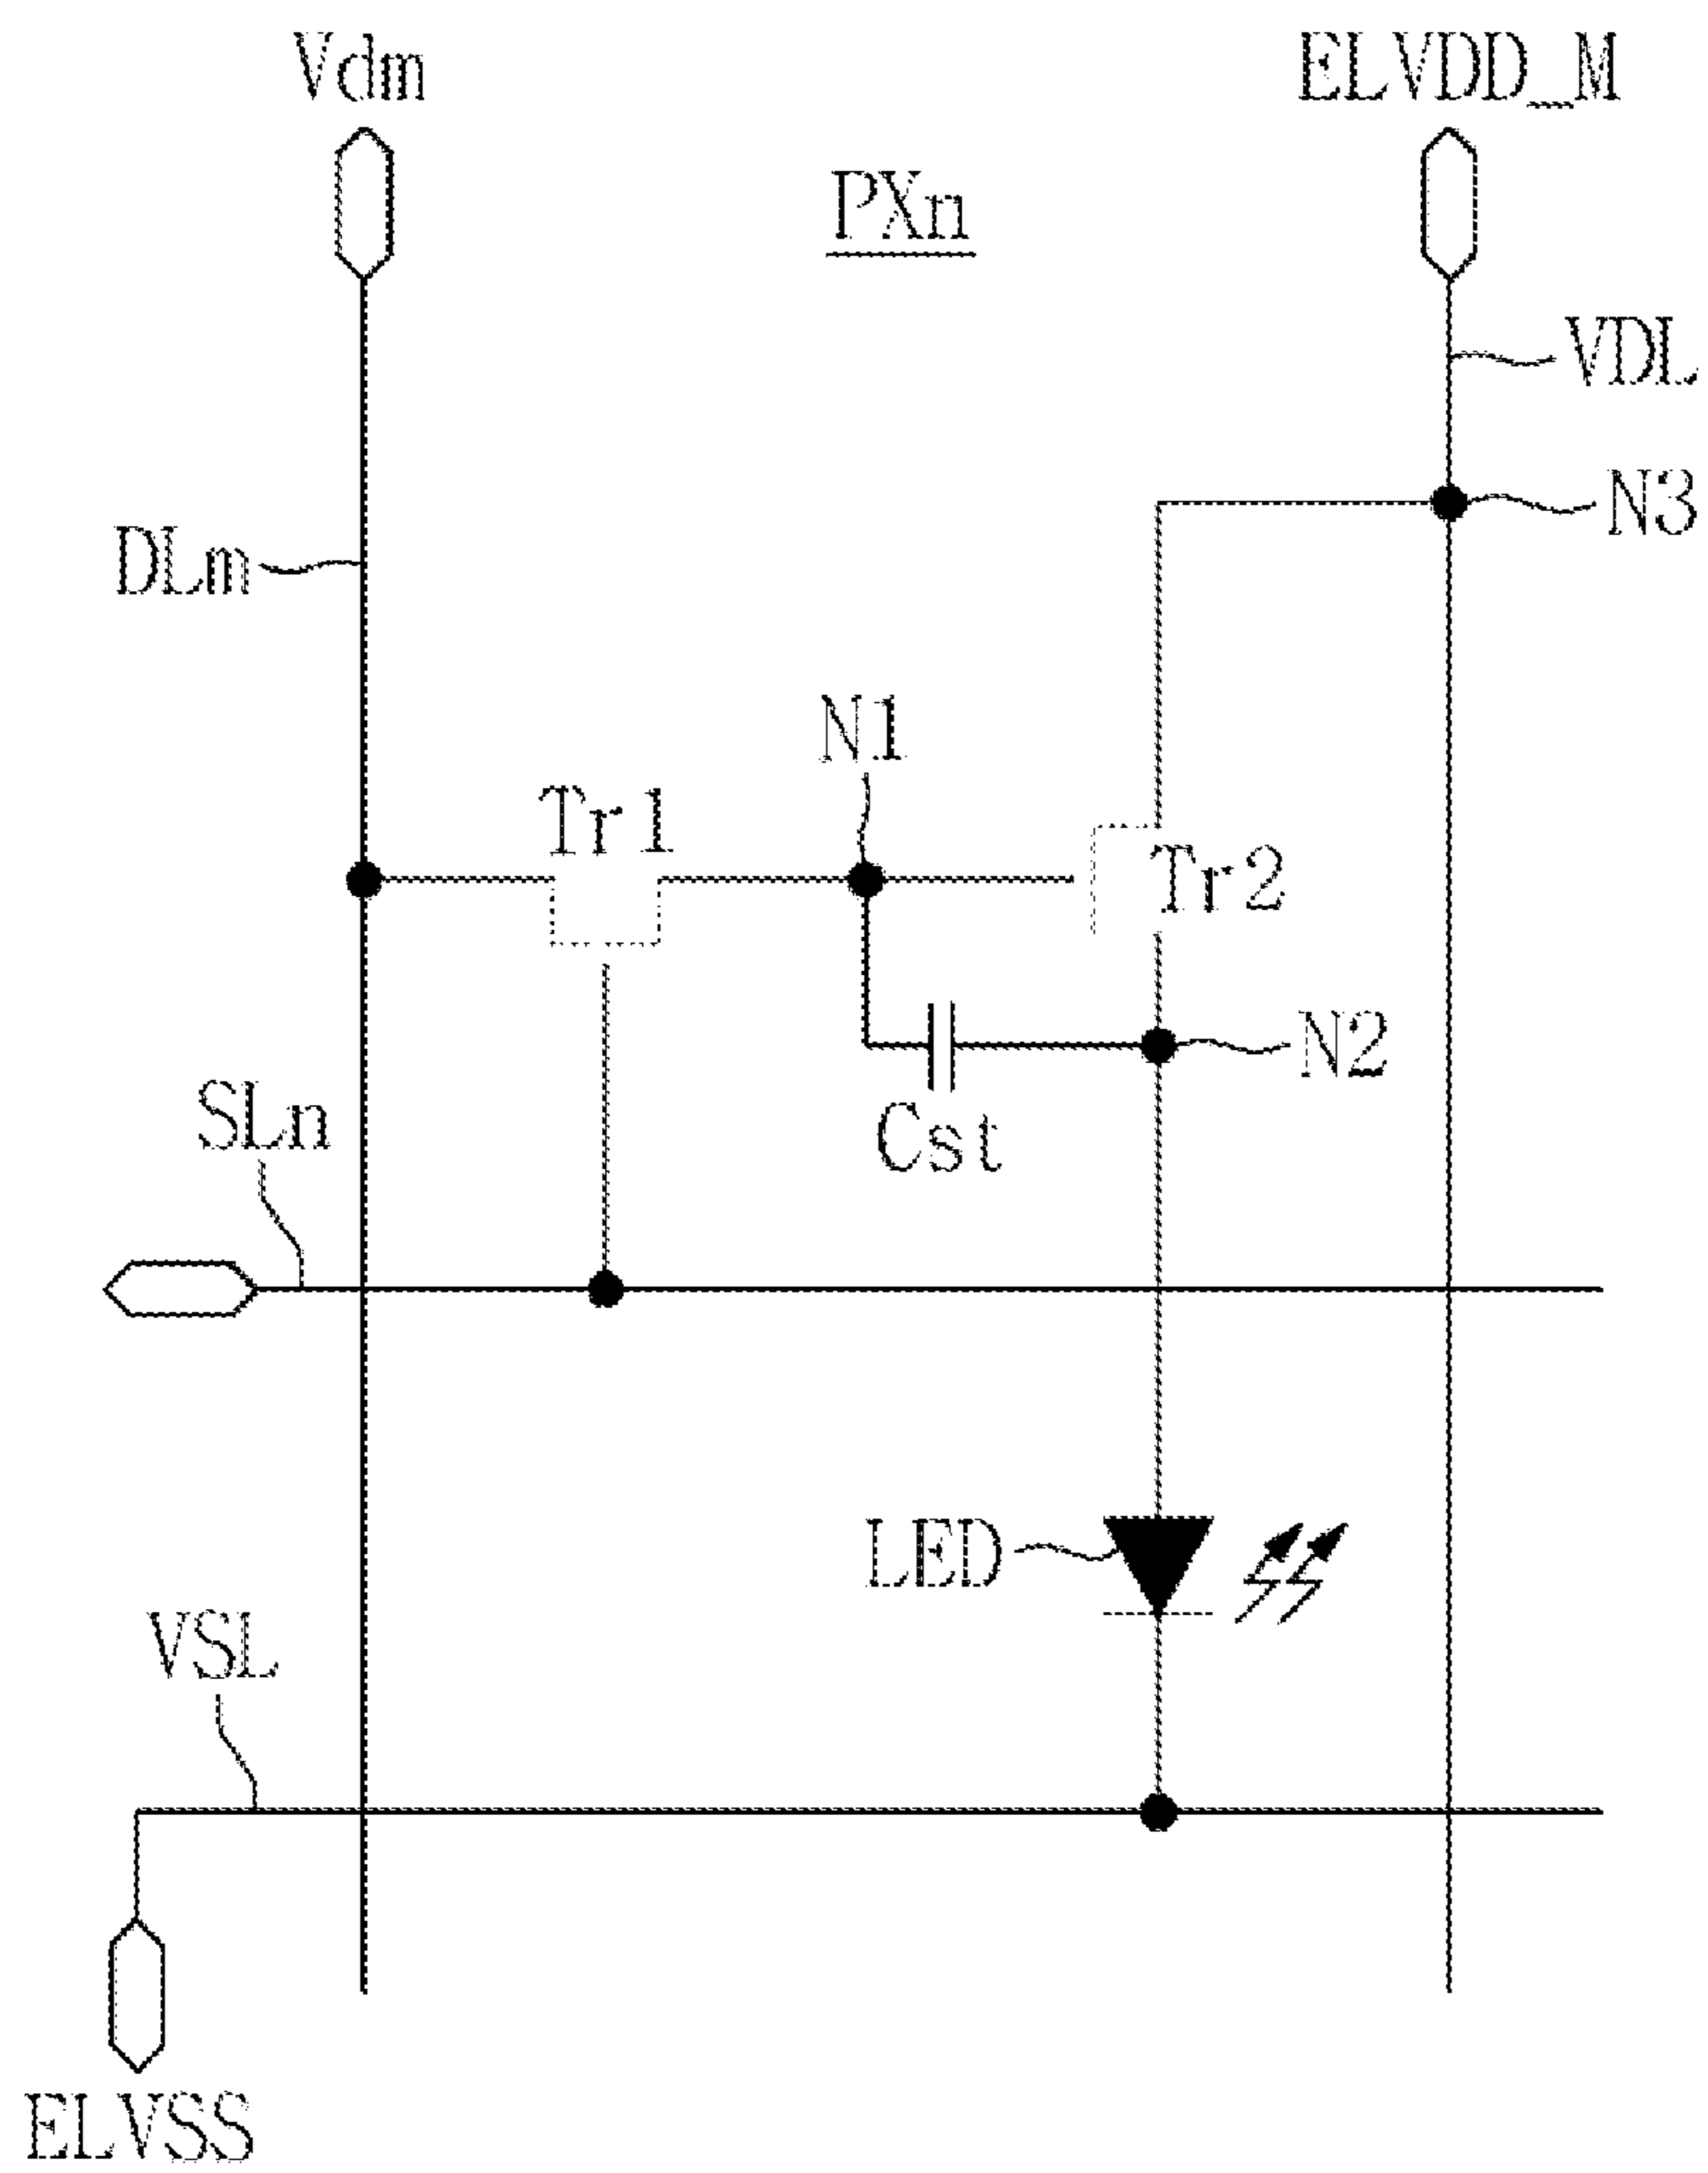 Vdm
ELVDD_M
PXn
VDL
N3
DLm
N1
Tr1
Tr2
N2
SLn
Cst
LED
VSL
ELVSS